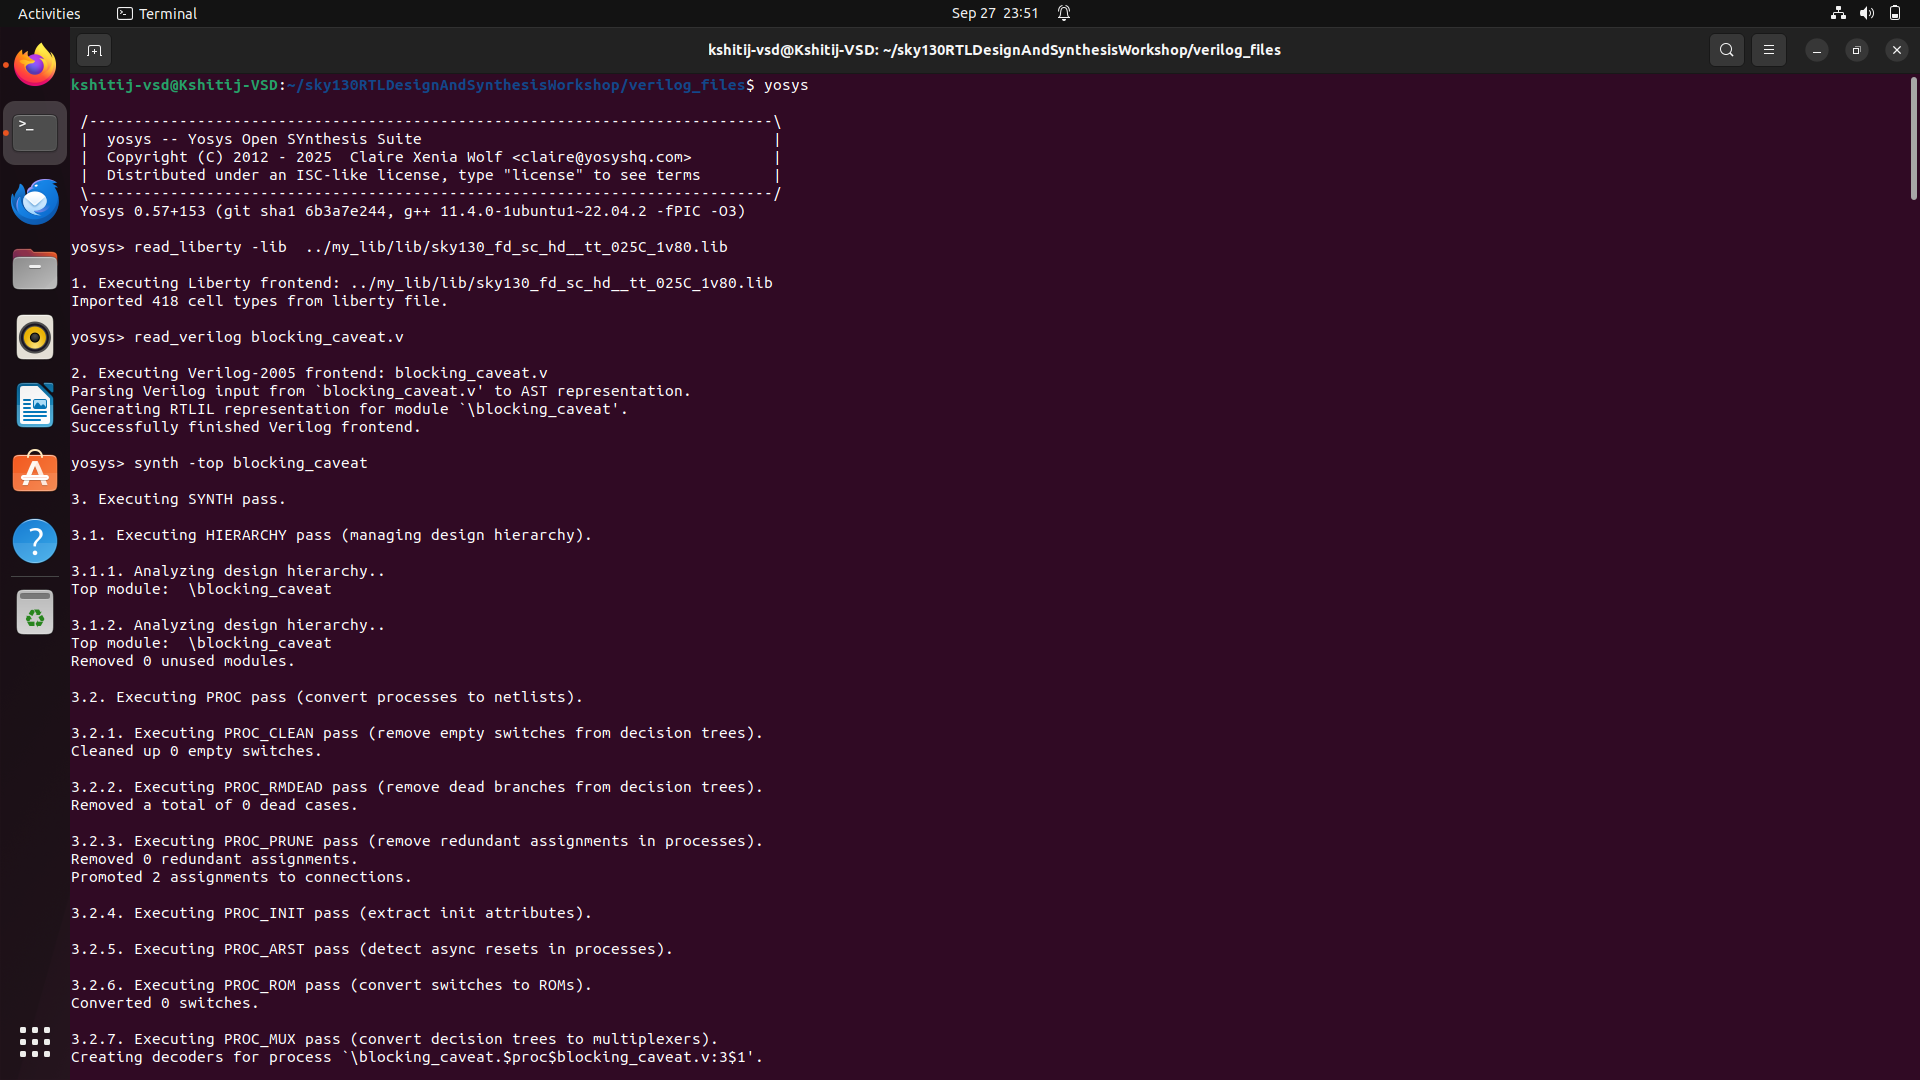 Activities
Terminal
Sep 27 23:51
kshitij-vsd@Kshitij-VSD: ~/sky130RTLDesignAndSynthesisWorkshop/verilog_files
kshitij-vsd@Kshitij-VSD:~/sky130RTLDesignAndSynthesisWorkshop/verilog_files$ yosys
/----------------------------------------------------------------------------\
|  yosys -- Yosys Open SYnthesis Suite                                       |
|  Copyright (C) 2012 - 2025  Claire Xenia Wolf <claire@yosyshq.com>         |
|  Distributed under an ISC-like license, type "license" to see terms        |
\----------------------------------------------------------------------------/
Yosys 0.57+153 (git sha1 6b3a7e244, g++ 11.4.0-1ubuntu1~22.04.2 -fPIC -O3)
yosys> read_liberty -lib  ../my_lib/lib/sky130_fd_sc_hd__tt_025C_1v80.lib
1. Executing Liberty frontend: ../my_lib/lib/sky130_fd_sc_hd__tt_025C_1v80.lib
Imported 418 cell types from liberty file.
yosys> read_verilog blocking_caveat.v
2. Executing Verilog-2005 frontend: blocking_caveat.v
Parsing Verilog input from `blocking_caveat.v' to AST representation.
Generating RTLIL representation for module `\blocking_caveat'.
Successfully finished Verilog frontend.
yosys> synth -top blocking_caveat
3. Executing SYNTH pass.
3.1. Executing HIERARCHY pass (managing design hierarchy).
3.1.1. Analyzing design hierarchy..
Top module:  \blocking_caveat
3.1.2. Analyzing design hierarchy..
Top module:  \blocking_caveat
Removed 0 unused modules.
3.2. Executing PROC pass (convert processes to netlists).
3.2.1. Executing PROC_CLEAN pass (remove empty switches from decision trees).
Cleaned up 0 empty switches.
3.2.2. Executing PROC_RMDEAD pass (remove dead branches from decision trees).
Removed a total of 0 dead cases.
3.2.3. Executing PROC_PRUNE pass (remove redundant assignments in processes).
Removed 0 redundant assignments.
Promoted 2 assignments to connections.
3.2.4. Executing PROC_INIT pass (extract init attributes).
3.2.5. Executing PROC_ARST pass (detect async resets in processes).
3.2.6. Executing PROC_ROM pass (convert switches to ROMs).
Converted 0 switches.
3.2.7. Executing PROC_MUX pass (convert decision trees to multiplexers).
Creating decoders for process `\blocking_caveat.$proc$blocking_caveat.v:3$1'.